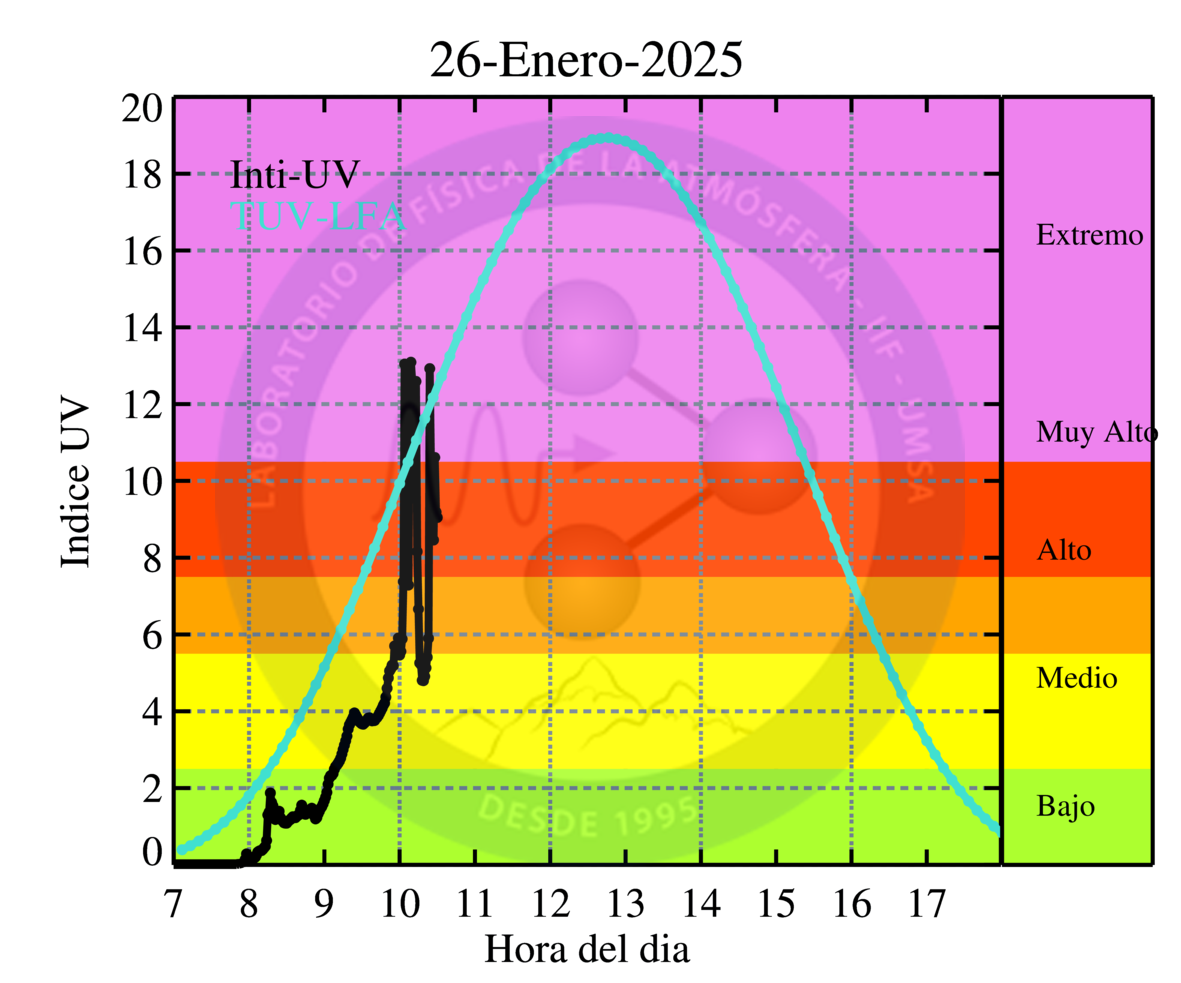 26-Enero-2025
Indice UV
20
18
16
14
12
10
8
6
4
2
0
Inti-UV
TUV-LFA
LABORATORIO DE FÍSICA DE LA ATMÓSFERA - IIF - UMSA
DESDE 1995
Extremo
Muy Alto
Alto
Medio
Bajo
7 8 9 10 11 12 13 14 15 16 17
Hora del dia